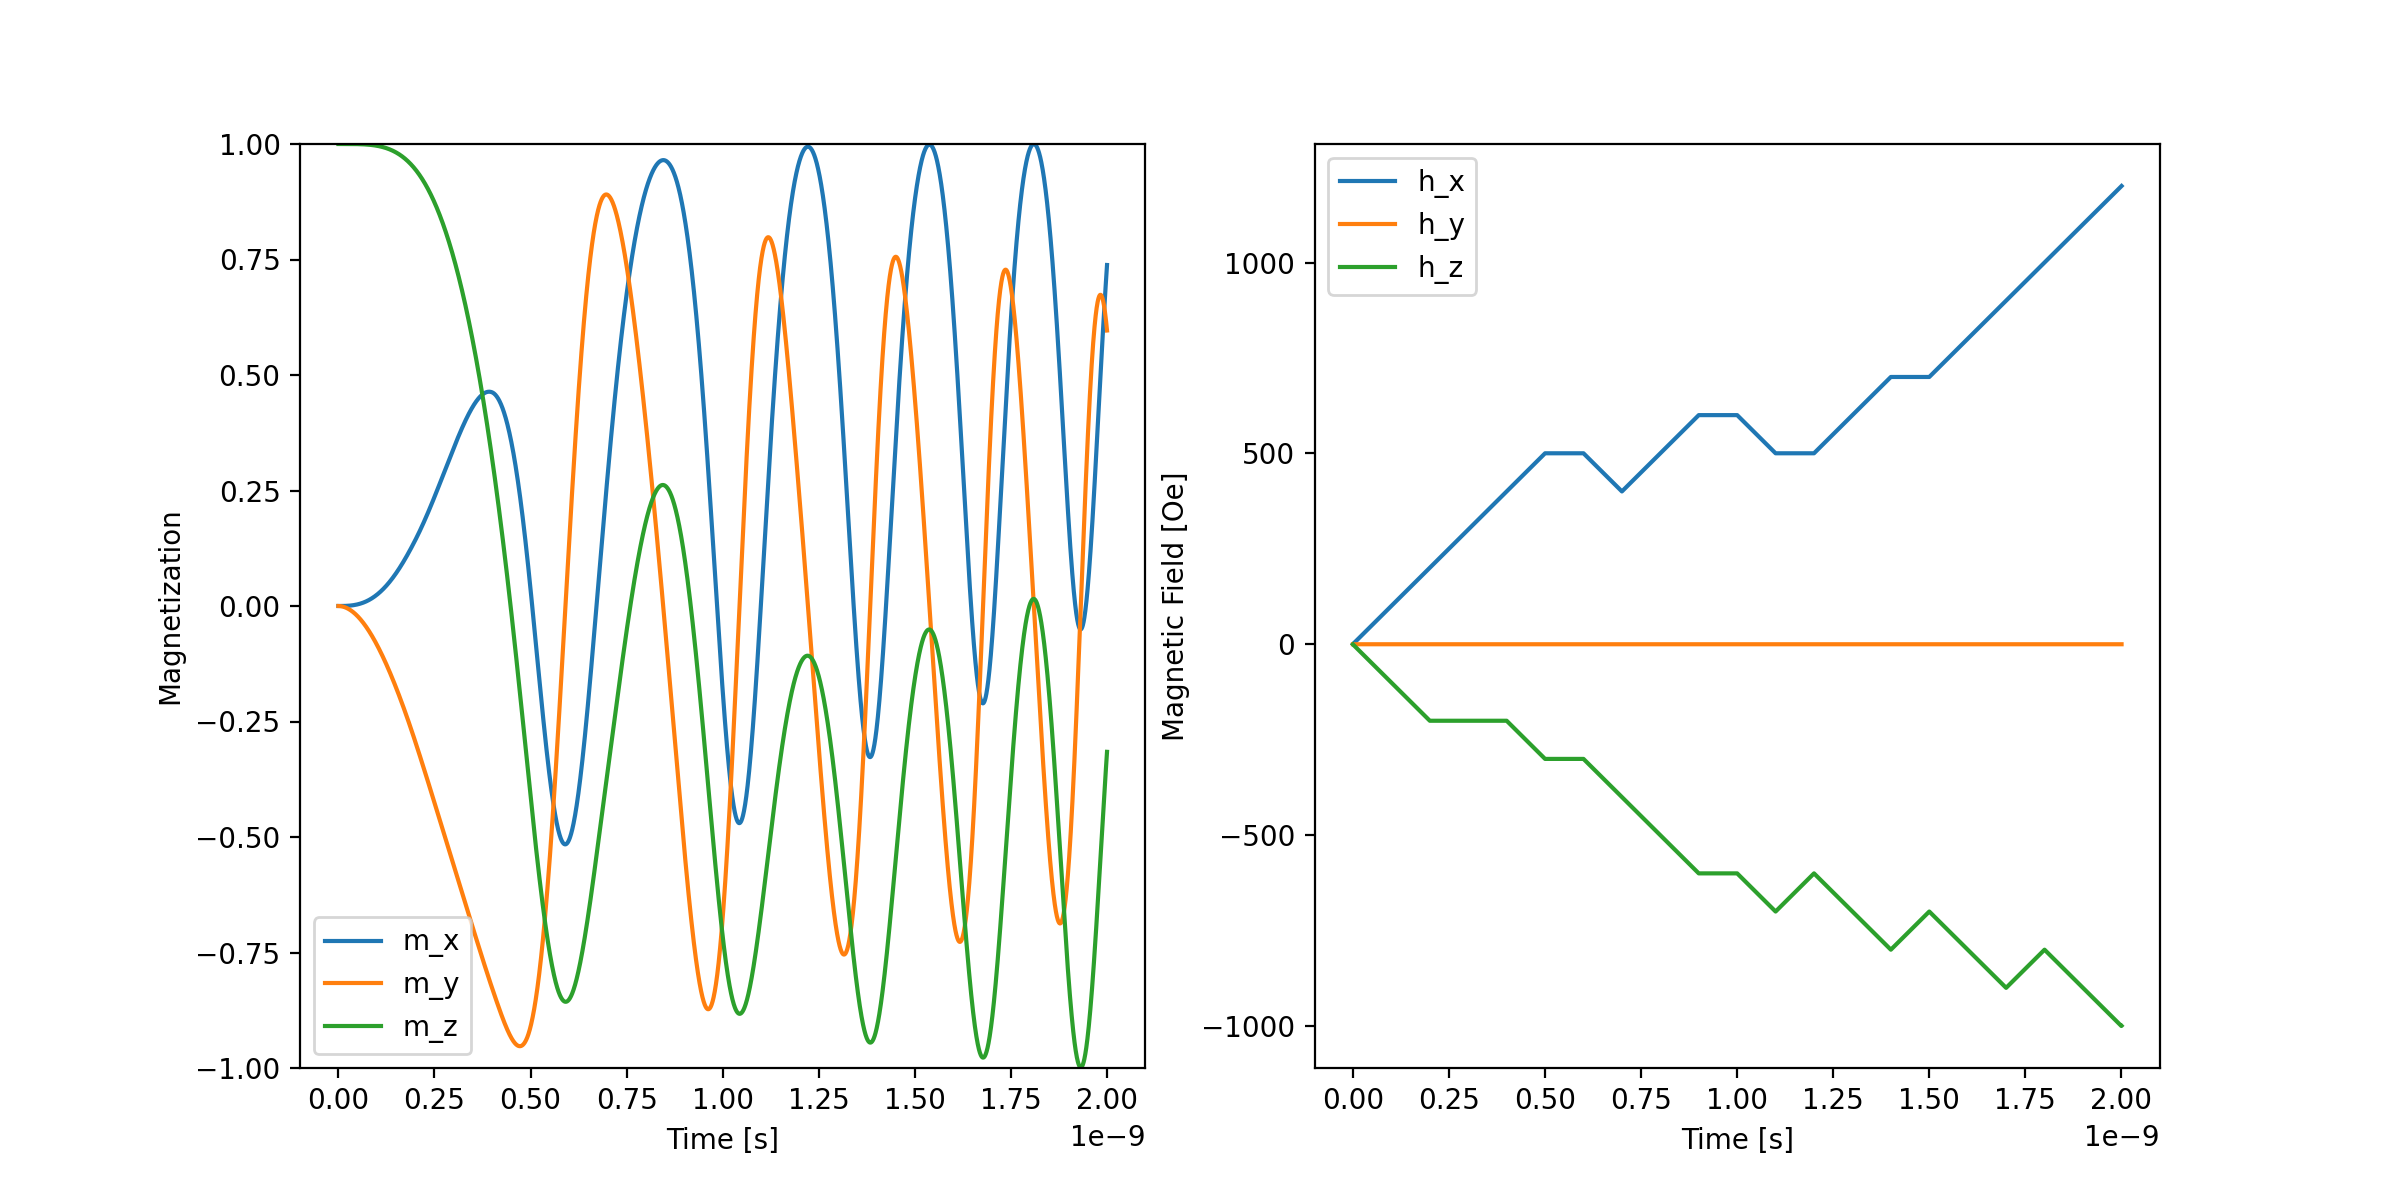 Magnetization
1.00
0.75
0.50
0.25
0.00
−0.25
−0.50
−0.75
−1.00
m_x
m_y
m_z
0.00 0.25 0.50 0.75 1.00 1.25 1.50 1.75 2.00
Time [s]
1e−9
Magnetic Field [Oe]
1000
500
0
−500
−1000
h_x
h_y
h_z
0.00 0.25 0.50 0.75 1.00 1.25 1.50 1.75 2.00
Time [s]
1e−9